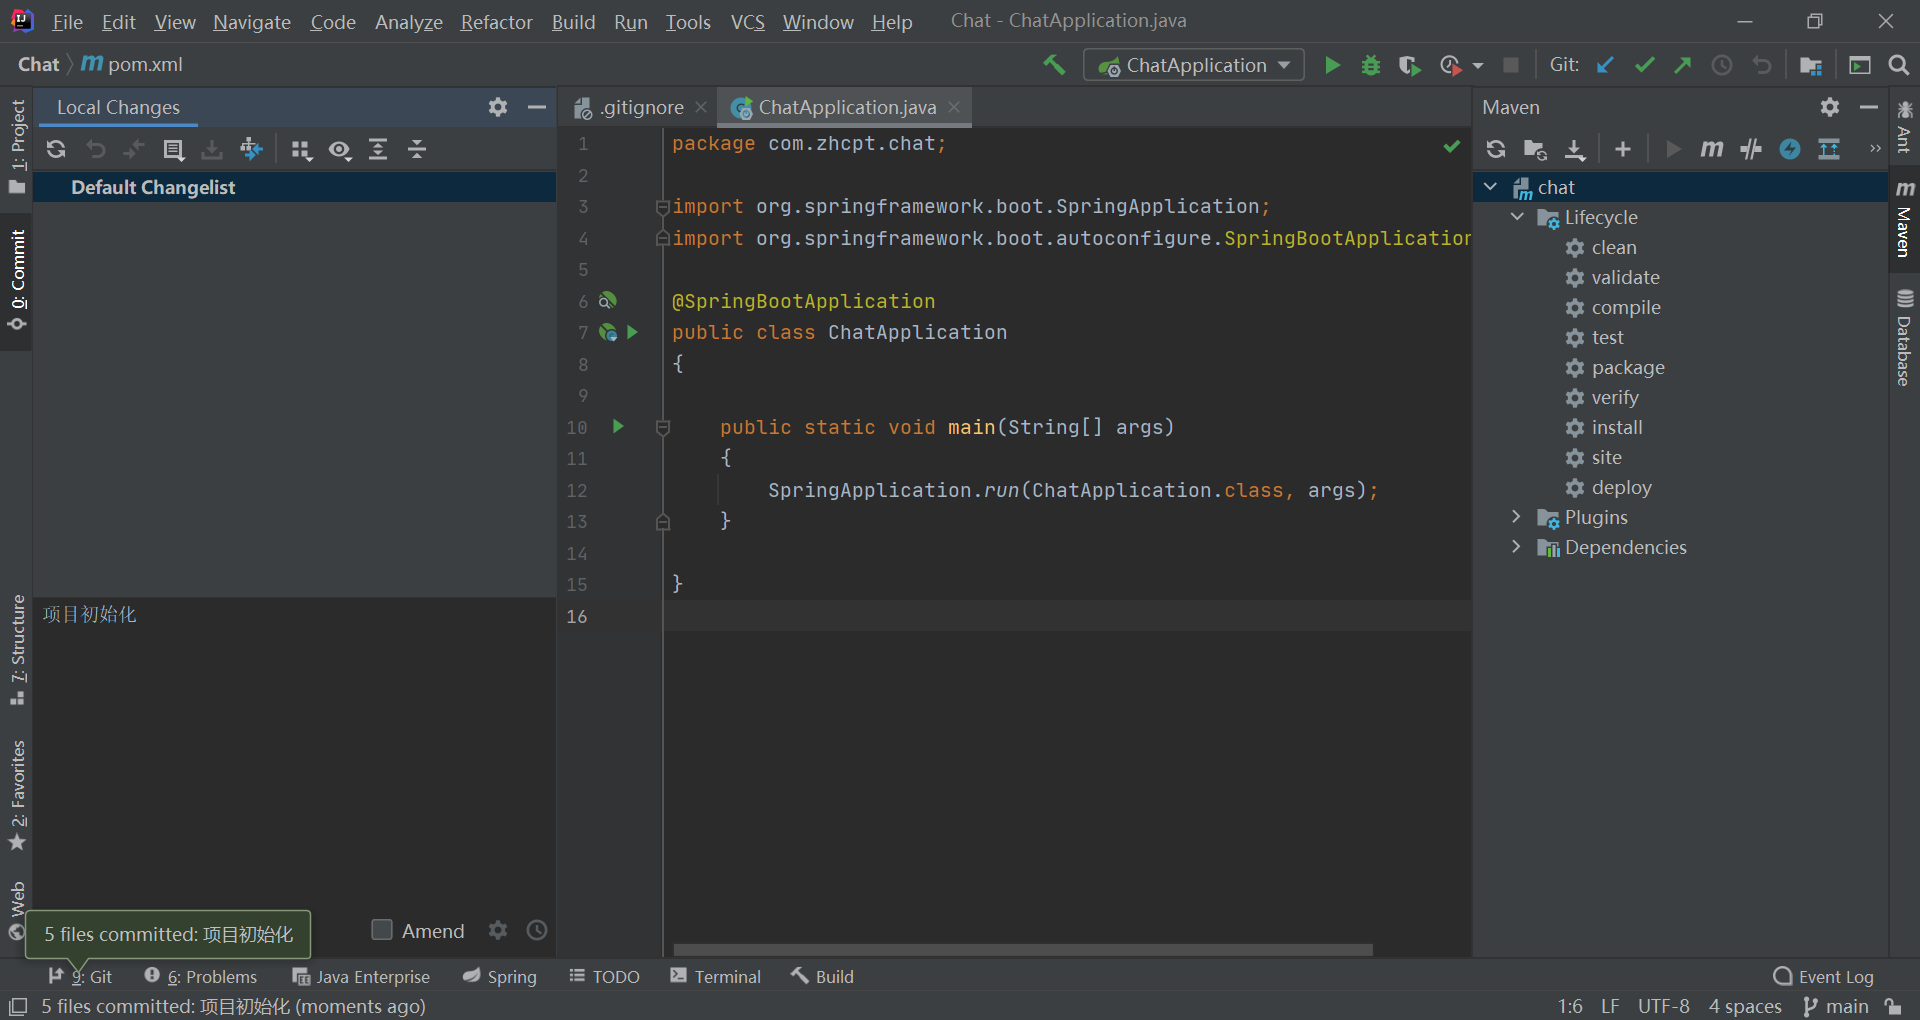 File Edit View Navigate Code Analyze Refactor Build Run Tools VCS Window Help Chat - ChatApplication.java
Chat pom.xml ChatApplication Git:
1: Project
0: Commit
7: Structure
2: Favorites
Web
Local Changes
Default Changelist
项目初始化
Amend
5 files committed: 项目初始化
.gitignore ChatApplication.java
1 package com.zhcpt.chat;
2
3 import org.springframework.boot.SpringApplication;
4 import org.springframework.boot.autoconfigure.SpringBootApplication
5
6 @SpringBootApplication
7 public class ChatApplication
8 {
9
10 public static void main(String[] args)
11 {
12 SpringApplication.run(ChatApplication.class, args);
13 }
14
15 }
16
Maven
chat
Lifecycle
clean
validate
compile
test
package
verify
install
site
deploy
Plugins
Dependencies
Ant
Maven
Database
9: Git 6: Problems Java Enterprise Spring TODO Terminal Build Event Log
5 files committed: 项目初始化 (moments ago) 1:6 LF UTF-8 4 spaces main